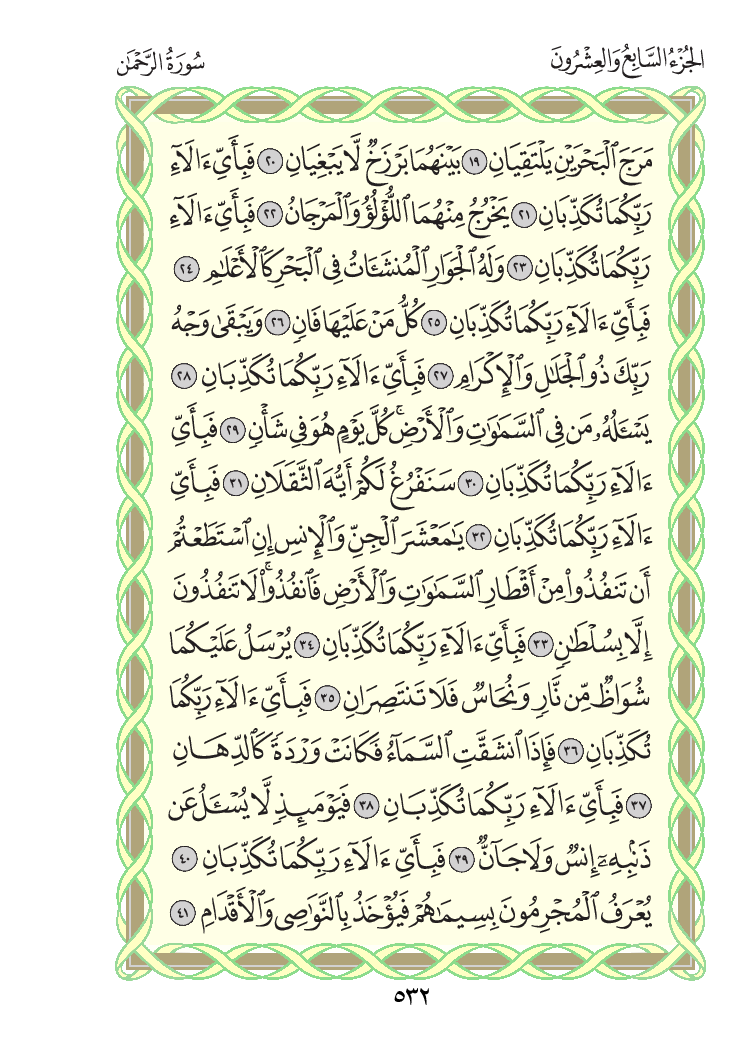 الجُزْءُ السَّابِعُ وَالعِشْرُونَ
سُورَةُ الرَّحْمَٰن
مَرَجَ ٱلْبَحْرَيْنِ يَلْتَقِيَانِ ١٩ بَيْنَهُمَا بَرْزَخٌ لَّا يَبْغِيَانِ ٢٠ فَبِأَيِّ ءَالَآءِ
رَبِّكُمَا تُكَذِّبَانِ ٢١ يَخْرُجُ مِنْهُمَا ٱللُّؤْلُؤُ وَٱلْمَرْجَانُ ٢٢ فَبِأَيِّ ءَالَآءِ
رَبِّكُمَا تُكَذِّبَانِ ٢٣ وَلَهُ ٱلْجَوَارِ ٱلْمُنشَـَٔاتُ فِي ٱلْبَحْرِ كَٱلْأَعْلَٰمِ ٢٤
فَبِأَيِّ ءَالَآءِ رَبِّكُمَا تُكَذِّبَانِ ٢٥ كُلُّ مَنْ عَلَيْهَا فَانٍ ٢٦ وَيَبْقَىٰ وَجْهُ
رَبِّكَ ذُو ٱلْجَلَٰلِ وَٱلْإِكْرَامِ ٢٧ فَبِأَيِّ ءَالَآءِ رَبِّكُمَا تُكَذِّبَانِ ٢٨
يَسْـَٔلُهُۥ مَن فِي ٱلسَّمَٰوَٰتِ وَٱلْأَرْضِۚ كُلَّ يَوْمٍ هُوَ فِي شَأْنٍ ٢٩ فَبِأَيِّ
ءَالَآءِ رَبِّكُمَا تُكَذِّبَانِ ٣٠ سَنَفْرُغُ لَكُمْ أَيُّهَ ٱلثَّقَلَانِ ٣١ فَبِأَيِّ
ءَالَآءِ رَبِّكُمَا تُكَذِّبَانِ ٣٢ يَٰمَعْشَرَ ٱلْجِنِّ وَٱلْإِنسِ إِنِ ٱسْتَطَعْتُمْ
أَن تَنفُذُوا۟ مِنْ أَقْطَارِ ٱلسَّمَٰوَٰتِ وَٱلْأَرْضِ فَٱنفُذُوا۟ۚ لَا تَنفُذُونَ
إِلَّا بِسُلْطَٰنٍ ٣٣ فَبِأَيِّ ءَالَآءِ رَبِّكُمَا تُكَذِّبَانِ ٣٤ يُرْسَلُ عَلَيْكُمَا
شُوَاظٌ مِّن نَّارٍ وَنُحَاسٌ فَلَا تَنتَصِرَانِ ٣٥ فَبِأَيِّ ءَالَآءِ رَبِّكُمَا
تُكَذِّبَانِ ٣٦ فَإِذَا ٱنشَقَّتِ ٱلسَّمَآءُ فَكَانَتْ وَرْدَةً كَٱلدِّهَانِ
٣٧ فَبِأَيِّ ءَالَآءِ رَبِّكُمَا تُكَذِّبَانِ ٣٨ فَيَوْمَئِذٍ لَّا يُسْـَٔلُ عَن
ذَنۢبِهِۦٓ إِنسٌ وَلَا جَآنٌّ ٣٩ فَبِأَيِّ ءَالَآءِ رَبِّكُمَا تُكَذِّبَانِ ٤٠
يُعْرَفُ ٱلْمُجْرِمُونَ بِسِيمَٰهُمْ فَيُؤْخَذُ بِٱلنَّوَٰصِي وَٱلْأَقْدَامِ ٤١
٥٣٢